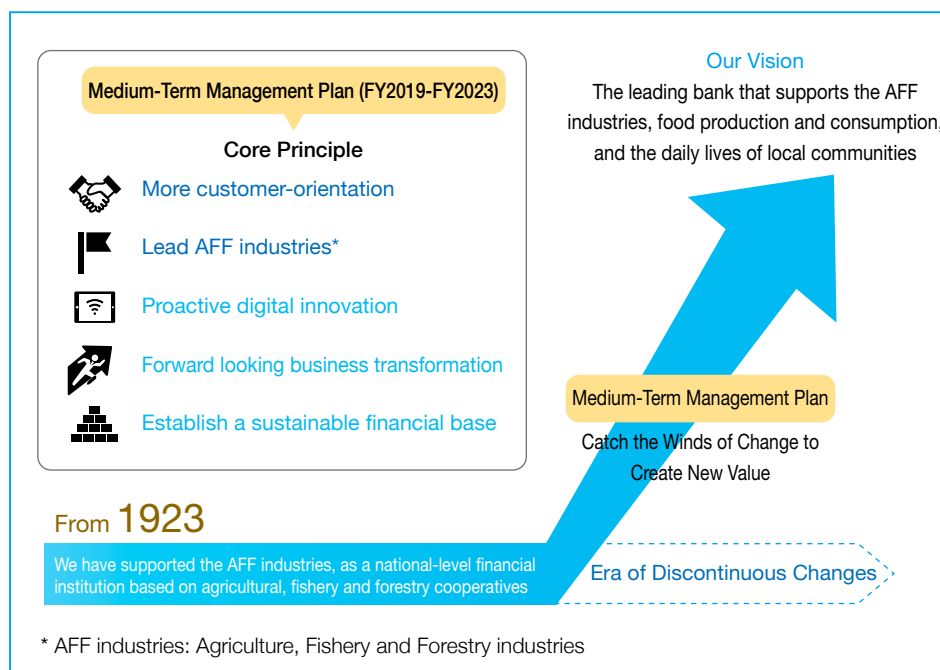 Medium-Term Management Plan (FY2019-FY2023)
Core Principle
More customer-orientation
Lead AFF industries*
Proactive digital innovation
Forward looking business transformation
Establish a sustainable financial base
Our Vision
The leading bank that supports the AFF
industries, food production and consumption,
and the daily lives of local communities
Medium-Term Management Plan
Catch the Winds of Change to
Create New Value
From 1923
We have supported the AFF industries, as a national-level financial
institution based on agricultural, fishery and forestry cooperatives
Era of Discontinuous Changes
* AFF industries: Agriculture, Fishery and Forestry industries